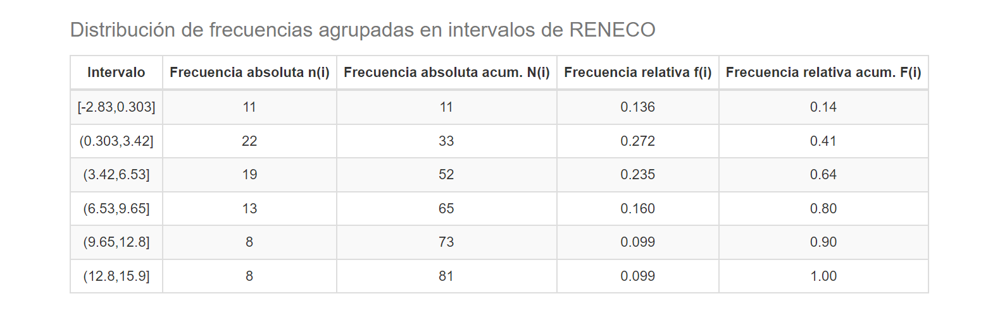 Distribución de frecuencias agrupadas en intervalos de RENECO
Intervalo Frecuencia absoluta n(i) Frecuencia absoluta acum. N(i) Frecuencia relativa f(i) Frecuencia relativa acum. F(i)
[-2.83,0.303] 11 11 0.136 0.14
(0.303,3.42] 22 33 0.272 0.41
(3.42,6.53] 19 52 0.235 0.64
(6.53,9.65] 13 65 0.160 0.80
(9.65,12.8] 8 73 0.099 0.90
(12.8,15.9] 8 81 0.099 1.00